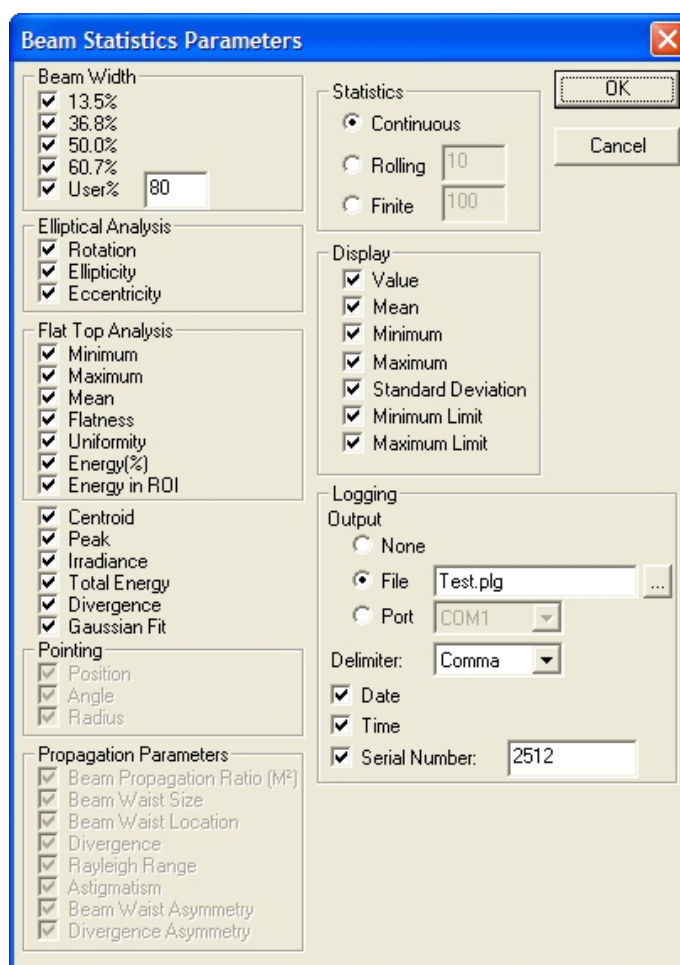 Beam Statistics Parameters
Beam Width
13.5%
36.8%
50.0%
60.7%
User% 80
Elliptical Analysis
Rotation
Ellipticity
Eccentricity
Flat Top Analysis
Minimum
Maximum
Mean
Flatness
Uniformity
Energy(%)
Energy in ROI
Centroid
Peak
Irradiance
Total Energy
Divergence
Gaussian Fit
Pointing
Position
Angle
Radius
Propagation Parameters
Beam Propagation Ratio (M²)
Beam Waist Size
Beam Waist Location
Divergence
Rayleigh Range
Astigmatism
Beam Waist Asymmetry
Divergence Asymmetry
Statistics
Continuous
Rolling 10
Finite 100
Display
Value
Mean
Minimum
Maximum
Standard Deviation
Minimum Limit
Maximum Limit
Logging
Output
None
File Test.plg ...
Port COM1
Delimiter: Comma
Date
Time
Serial Number: 2512
OK
Cancel